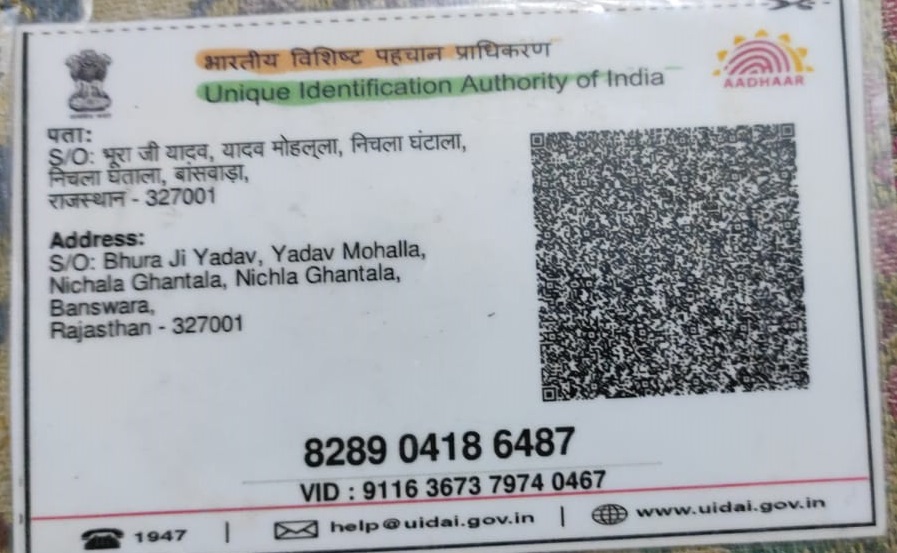 भारतीय विशिष्ट पहचान प्राधिकरण
Unique Identification Authority of India
AADHAAR
पता:
S/O: भूरा जी यादव, यादव मोहल्ला, निचला घंटाला,
निचला घंताला, बांसवाड़ा,
राजस्थान - 327001
Address:
S/O: Bhura Ji Yadav, Yadav Mohalla,
Nichala Ghantala, Nichla Ghantala,
Banswara,
Rajasthan - 327001
8289 0418 6487
VID : 9116 3673 7974 0467
1947 | help@uidai.gov.in | www.uidai.gov.in